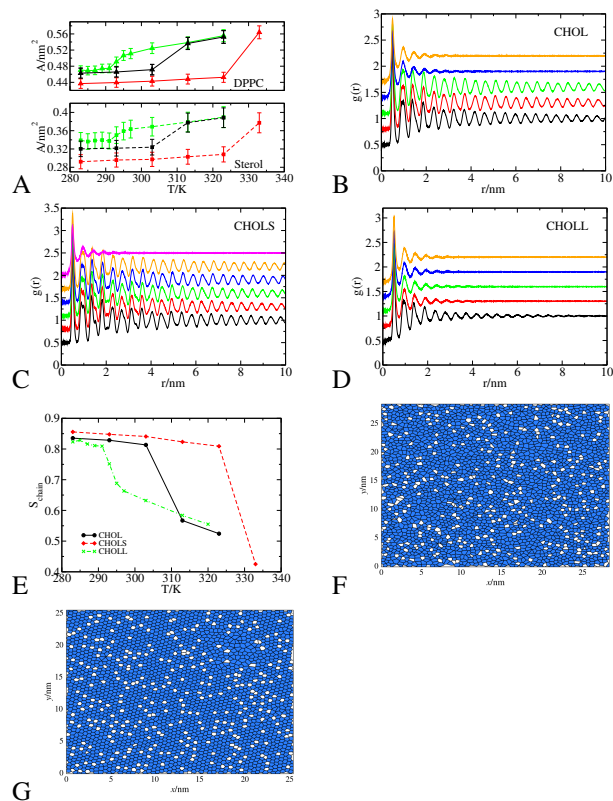 0.56
0.52
0.48
0.44
A/nm²
DPPC
0.4
0.36
0.32
0.28
A/nm²
Sterol
280 290 300 310 320 330 340
T/K
A
3
2.5
2
1.5
1
0.5
0
g(r)
CHOL
0 2 4 6 8 10
r/nm
B
3.5
3
2.5
2
1.5
1
0.5
0
g(r)
CHOLS
0 2 4 6 8 10
r/nm
C
3
2.5
2
1.5
1
0.5
0
g(r)
CHOLL
0 2 4 6 8 10
r/nm
D
0.9
0.8
0.7
0.6
0.5
0.4
S chain
CHOL
CHOLS
CHOLL
280 290 300 310 320 330 340
T/K
E
25
20
15
10
5
0
y/nm
0 5 10 15 20 25
x/nm
F
25
20
15
10
5
0
y/nm
0 5 10 15 20 25
x/nm
G